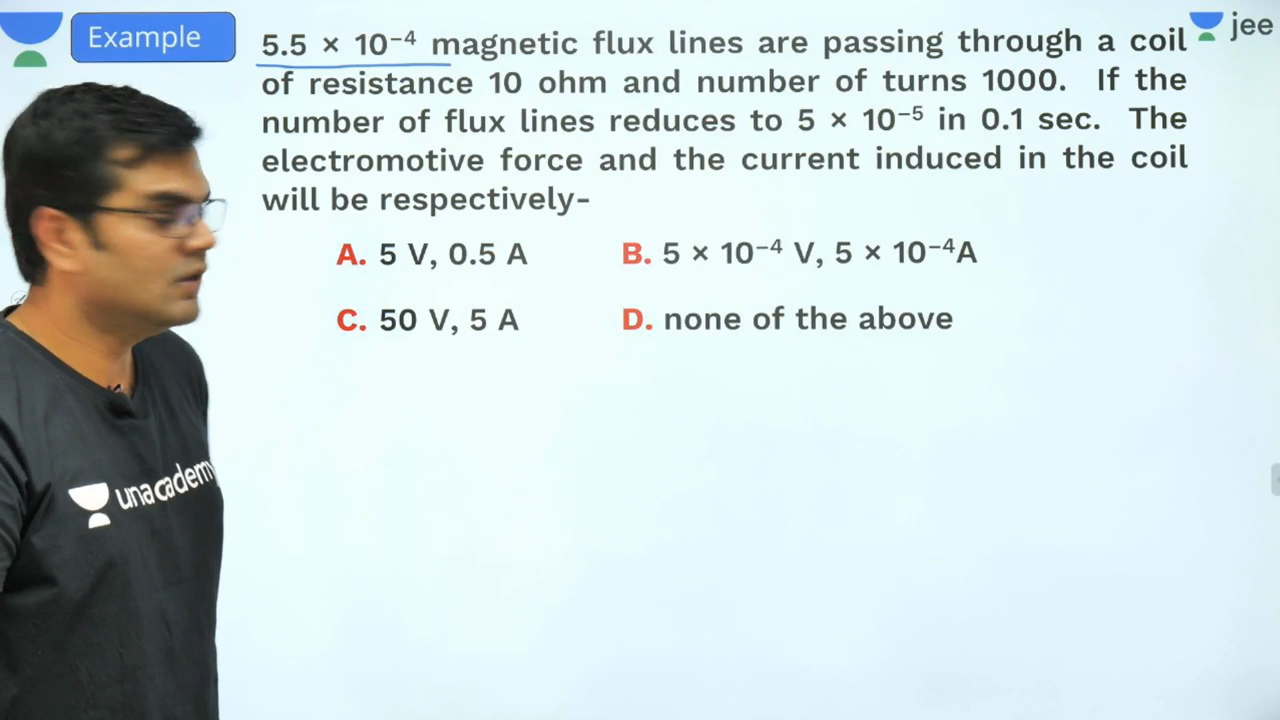 Example
5.5 × 10⁻⁴ magnetic flux lines are passing through a coil
of resistance 10 ohm and number of turns 1000. If the
number of flux lines reduces to 5 × 10⁻⁵ in 0.1 sec. The
electromotive force and the current induced in the coil
will be respectively-
A. 5 V, 0.5 A
B. 5 × 10⁻⁴ V, 5 × 10⁻⁴A
C. 50 V, 5 A
D. none of the above
jee
unacademy